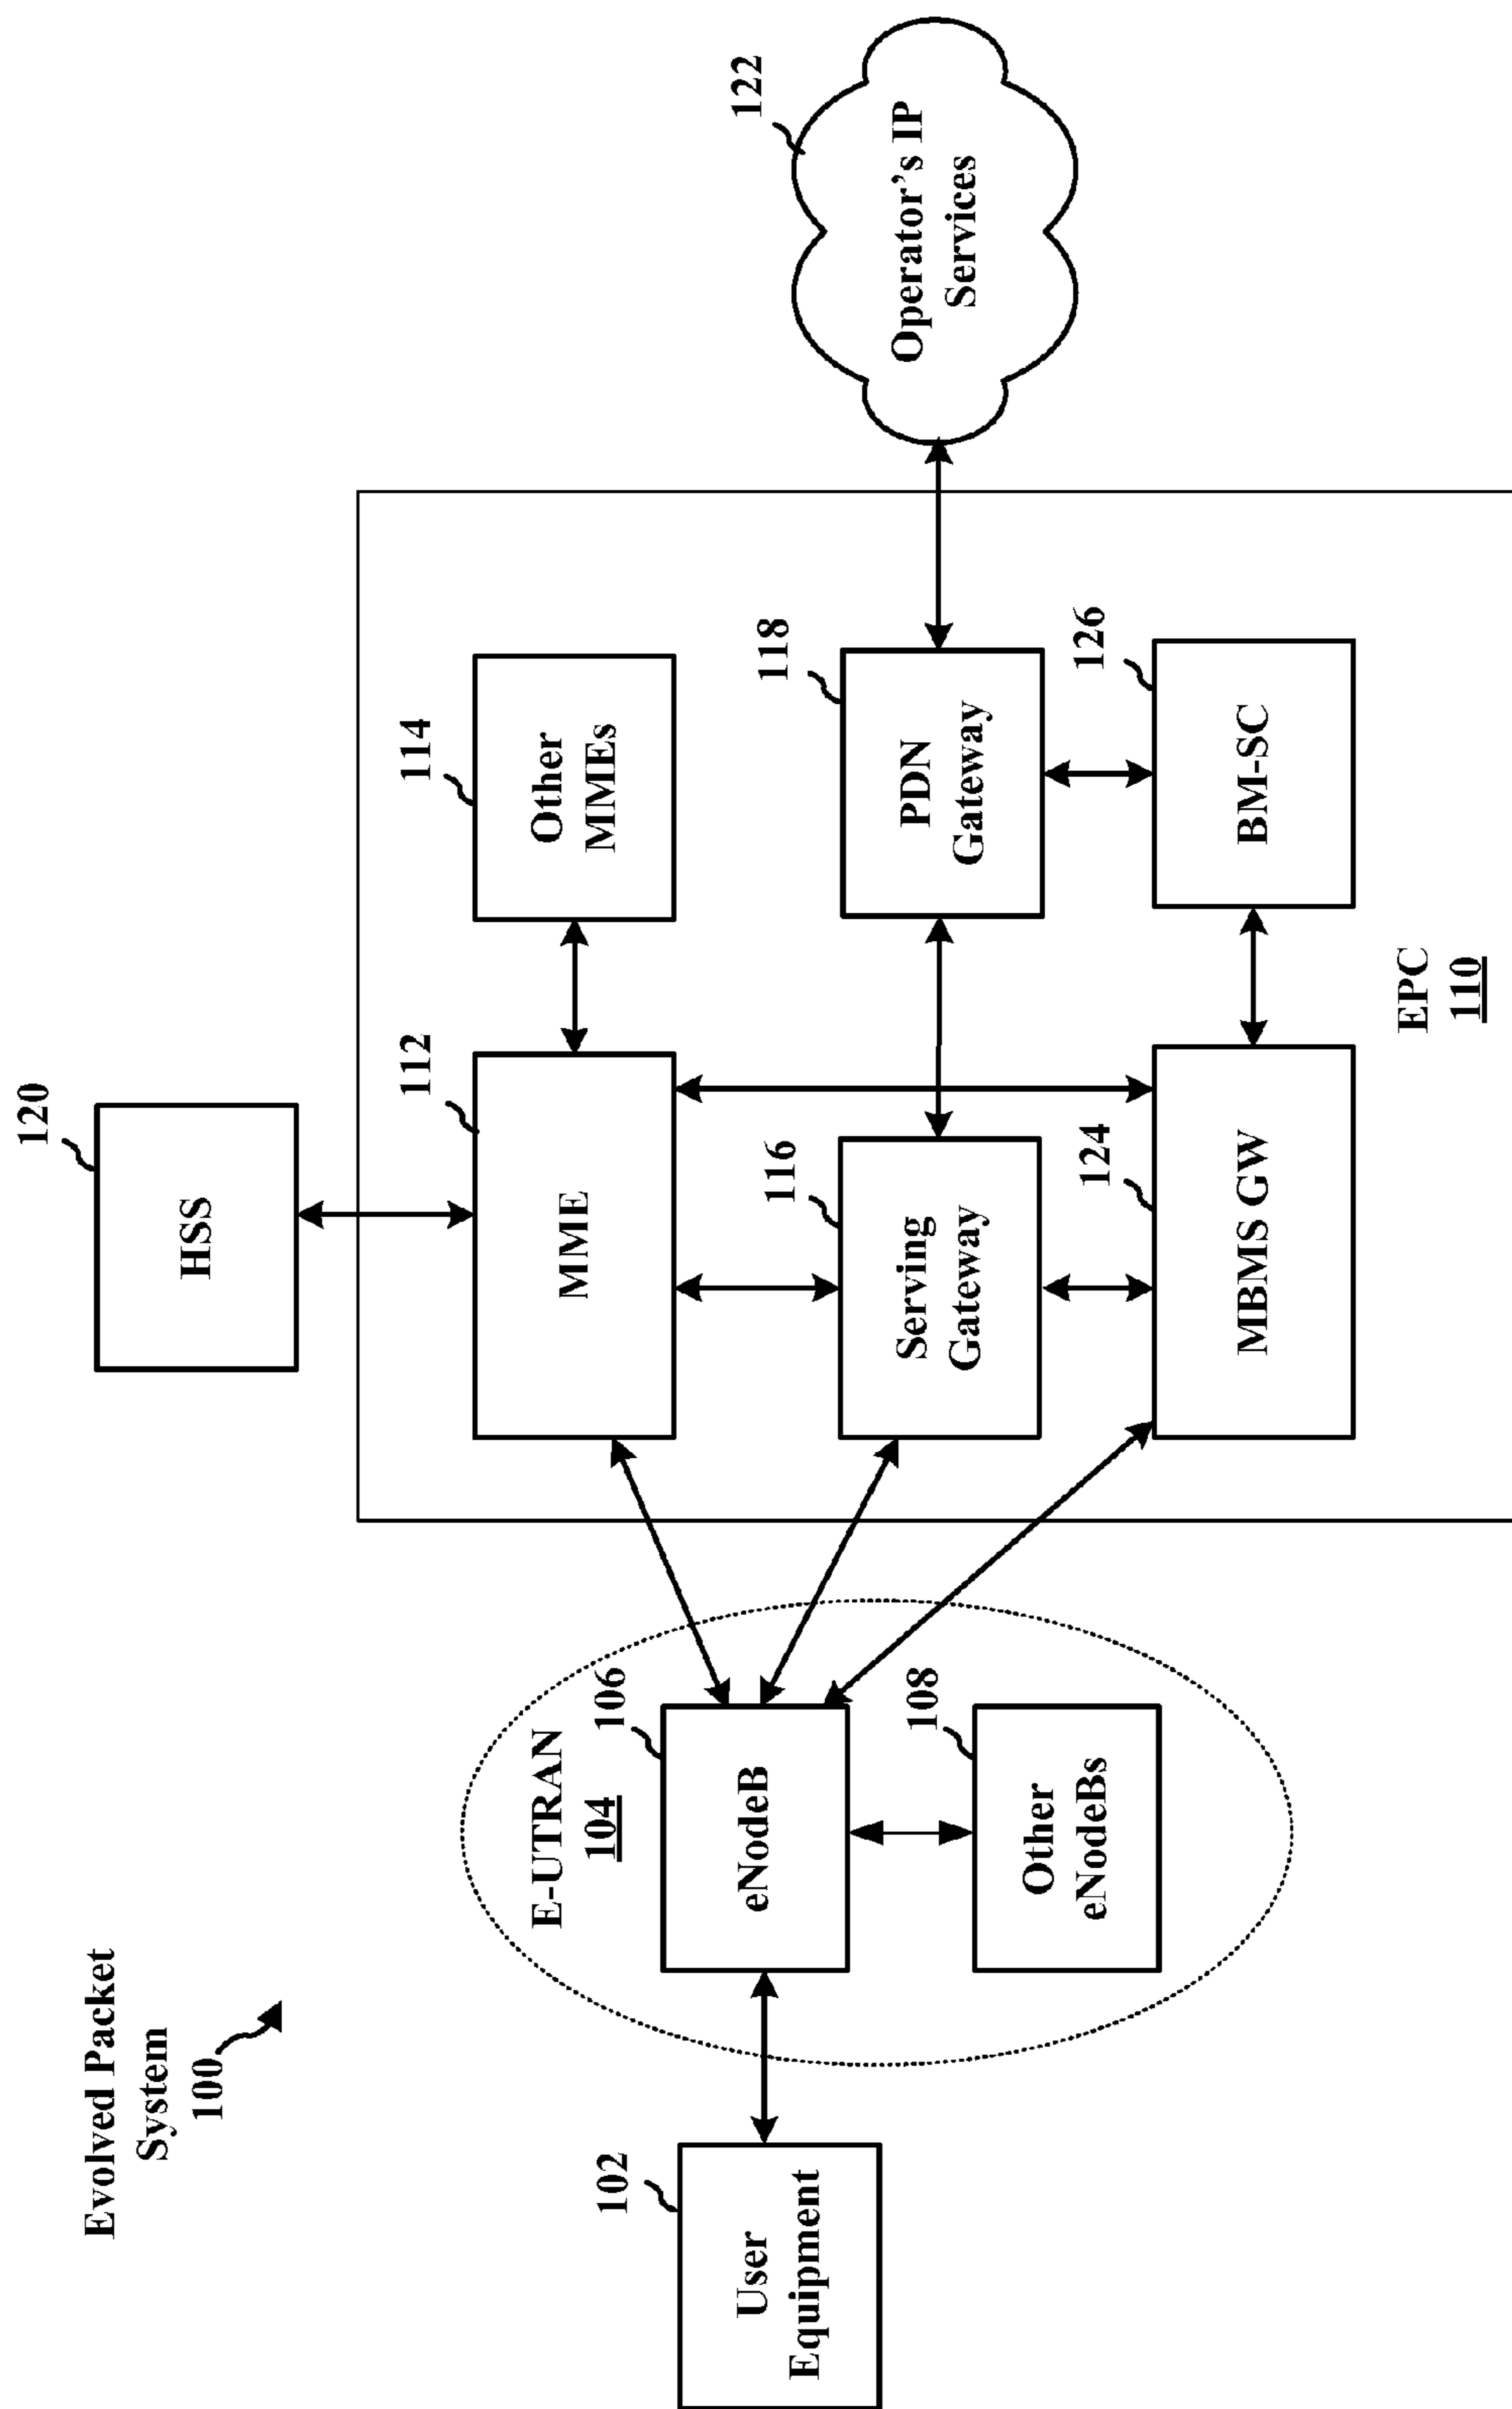 Evolved Packet
System
100
102
User
Equipment
E-UTRAN
104
106
eNodeB
108
Other
eNodeBs
120
HSS
112
MME
114
Other
MMEs
116
Serving
Gateway
118
PDN
Gateway
124
MBMS GW
126
BM-SC
EPC
110
122
Operator's IP
Services